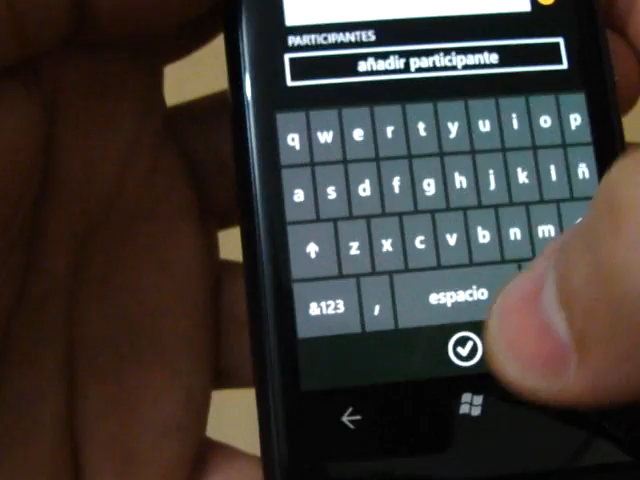 PARTICIPANTES
añadir participante
q w e r t y u i o p
a s d f g h j k l ñ
z x c v b n m
&123 , espacio